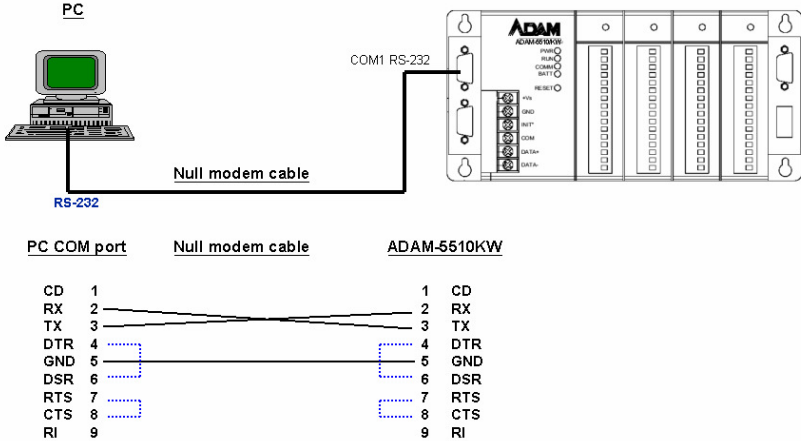 PC
COM1 RS-232
ADAM
ADAM-5510/KW
PWR
RUN
COMM
BATT
RESET
+Vs
GND
INIT*
COM
DATA+
DATA-
Null modem cable
RS-232
PC COM port Null modem cable ADAM-5510KW
CD 1 1 CD
RX 2 2 RX
TX 3 3 TX
DTR 4 4 DTR
GND 5 5 GND
DSR 6 6 DSR
RTS 7 7 RTS
CTS 8 8 CTS
RI 9 9 RI